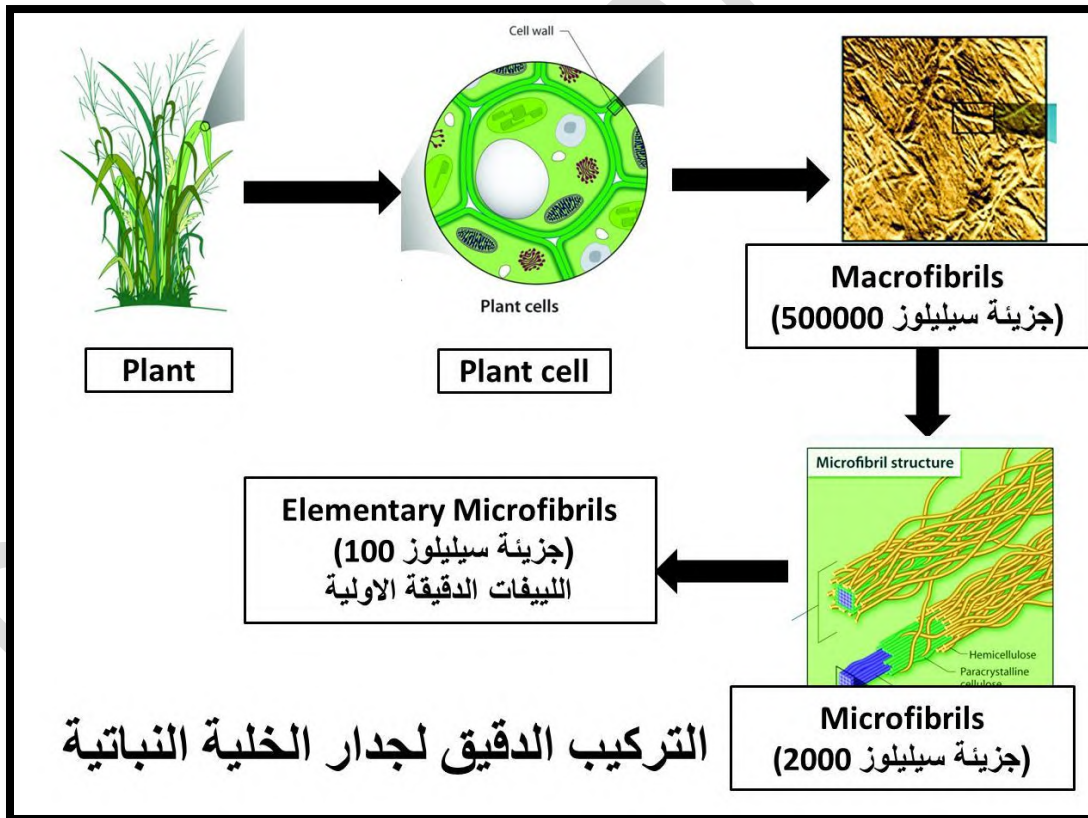 Cell wall
Plant cells
Plant
Plant cell
Macrofibrils
(500000 جزيئة سيليلوز)
Microfibril structure
Hemicellulose
Paracrystalline
cellulose
Microfibrils
(2000 جزيئة سيليلوز)
Elementary Microfibrils
(100 جزيئة سيليلوز)
اللييفات الدقيقة الاولية
التركيب الدقيق لجدار الخلية النباتية